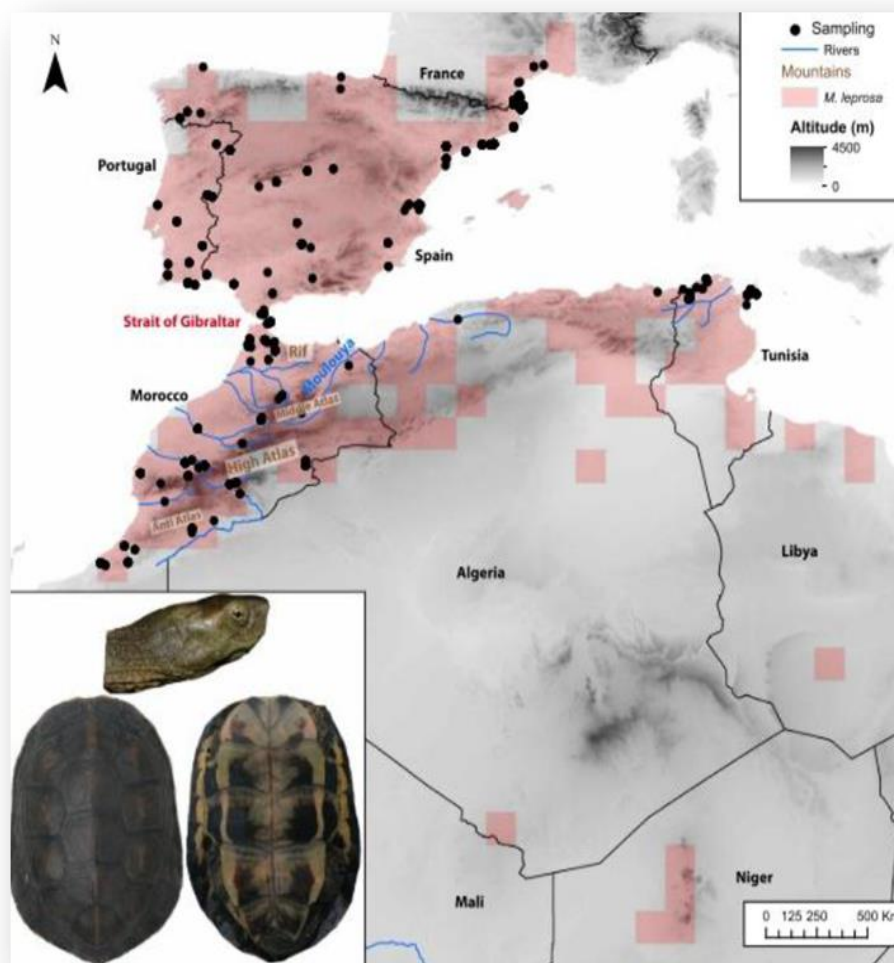 N
Sampling
Rivers
Mountains
M. leprosa
Altitude (m)
4500
0
France
Portugal
Spain
Strait of Gibraltar
Rif
Moulouya
Tunisia
Morocco
Middle Atlas
High Atlas
Anti Atlas
Algeria
Libya
Mali
Niger
0 125 250 500 Km